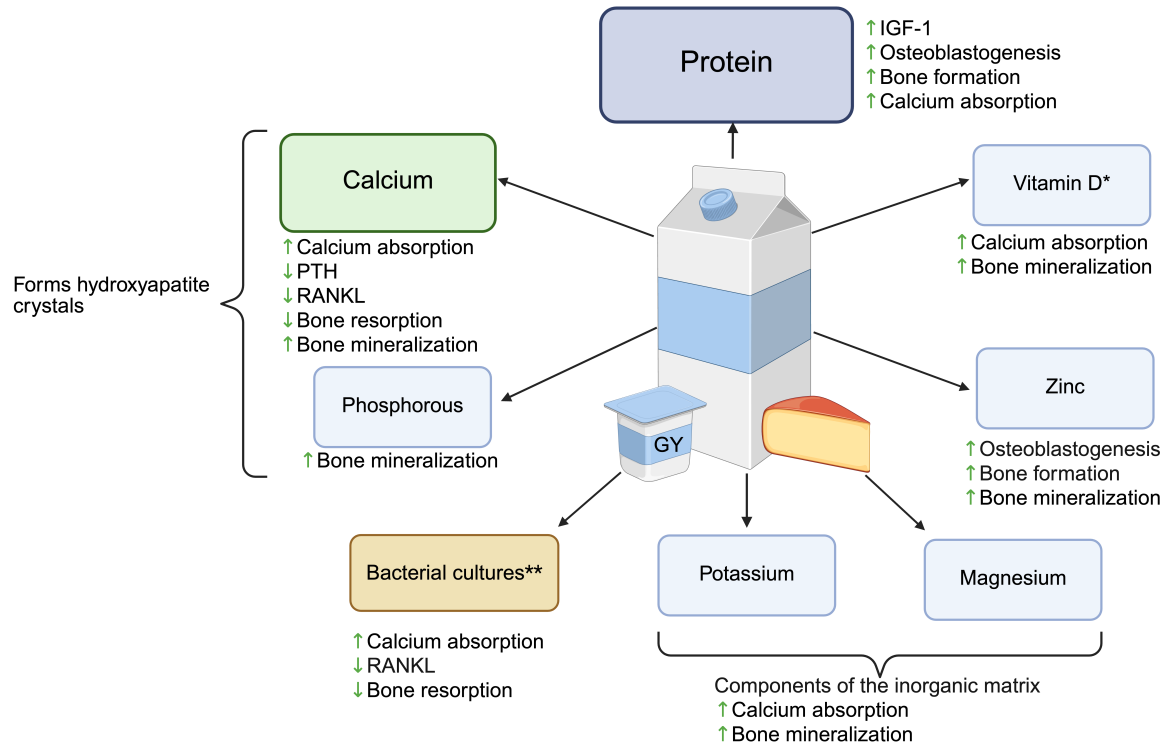 Protein
↑IGF-1
↑Osteoblastogenesis
↑Bone formation
↑Calcium absorption
Calcium
↑Calcium absorption
↓PTH
↓RANKL
↓Bone resorption
↑Bone mineralization
Forms hydroxyapatite
crystals
Vitamin D*
↑Calcium absorption
↑Bone mineralization
Phosphorous
↑Bone mineralization
Zinc
↑Osteoblastogenesis
↑Bone formation
↑Bone mineralization
GY
Bacterial cultures**
↑Calcium absorption
↓RANKL
↓Bone resorption
Potassium
Magnesium
Components of the inorganic matrix
↑Calcium absorption
↑Bone mineralization